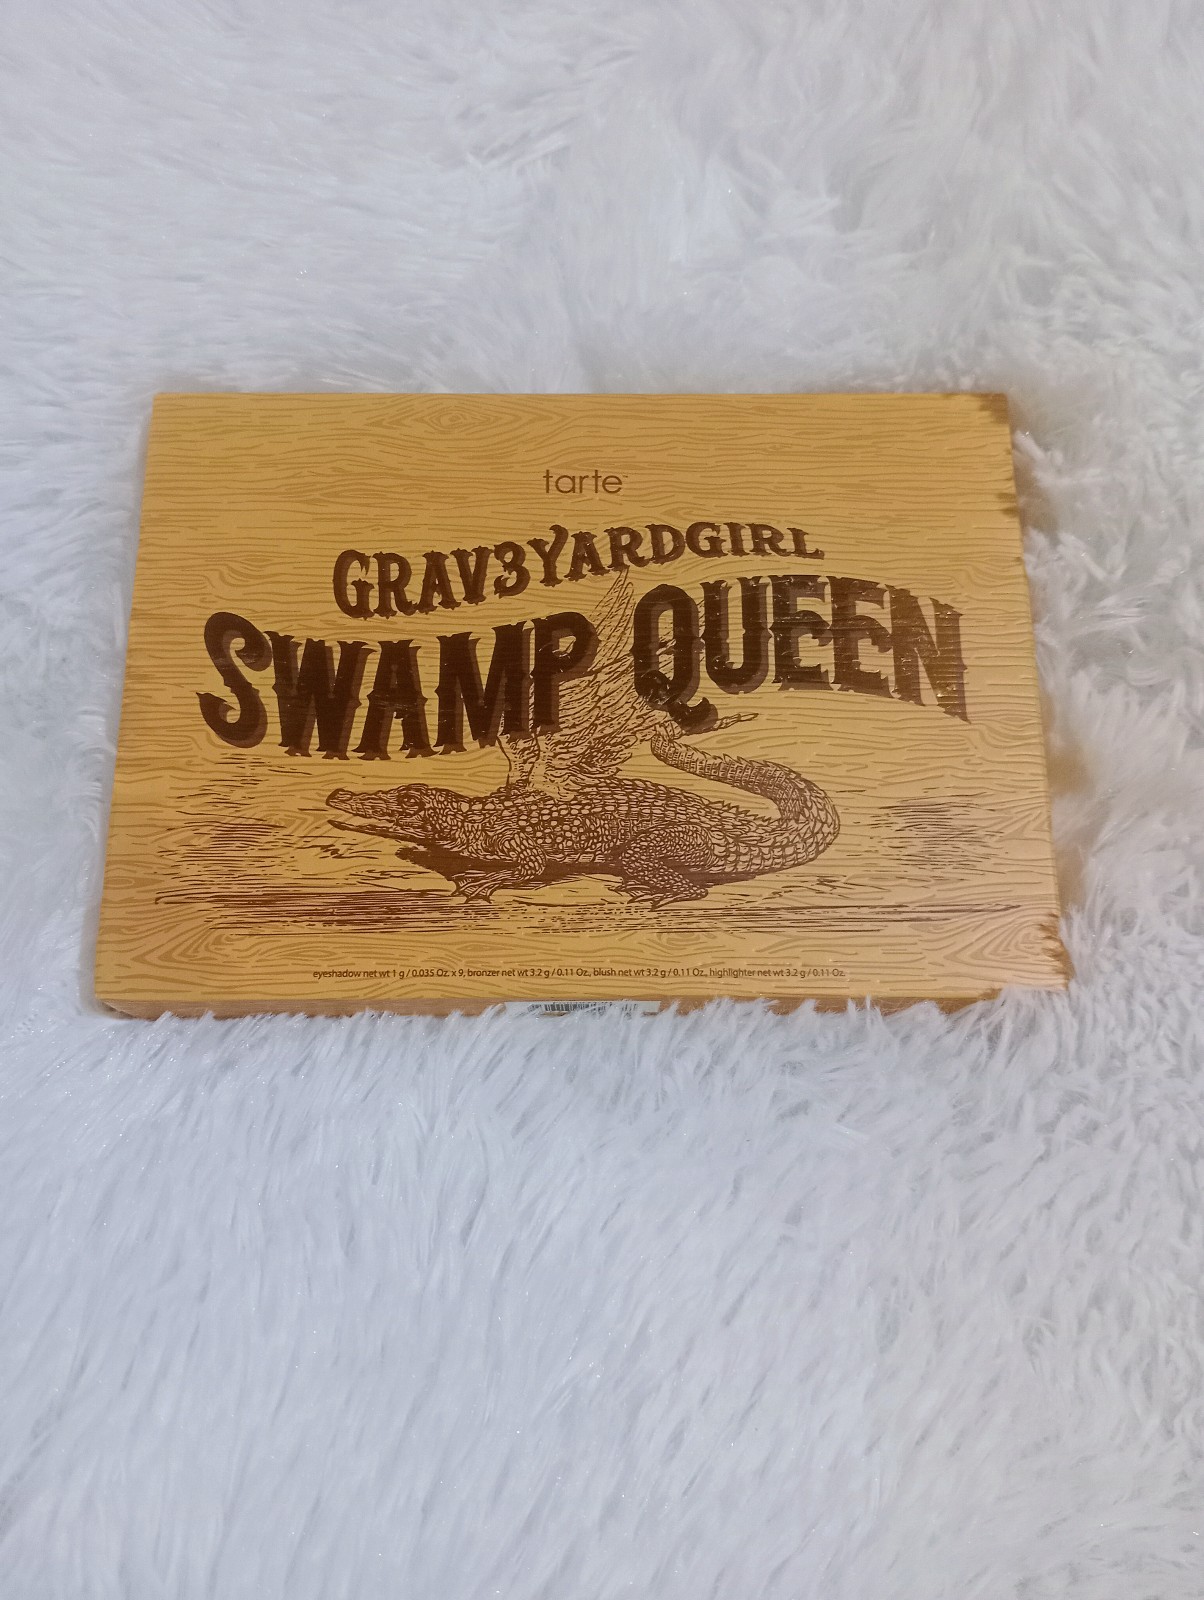 tarte™
GRAV3YARDGIRL
SWAMP QUEEN
eyeshadow net wt 1 g / 0.035 Oz. x 9, bronzer net wt 3.2 g / 0.11 Oz., blush net wt 3.2 g / 0.11 Oz., highlighter net wt 3.2 g / 0.11 Oz.